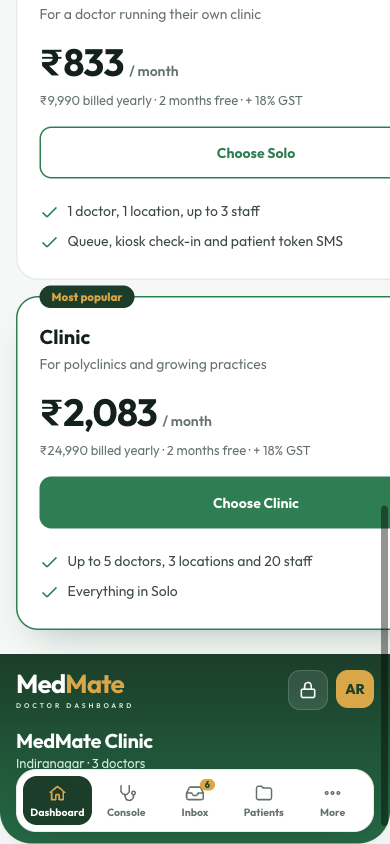 For a doctor running their own clinic
₹833 / month
₹9,990 billed yearly · 2 months free · + 18% GST
Choose Solo
1 doctor, 1 location, up to 3 staff
Queue, kiosk check-in and patient token SMS
Most popular
Clinic
For polyclinics and growing practices
₹2,083 / month
₹24,990 billed yearly · 2 months free · + 18% GST
Choose Clinic
Up to 5 doctors, 3 locations and 20 staff
Everything in Solo
MedMate
DOCTOR DASHBOARD
AR
MedMate Clinic
Indiranagar · 3 doctors
6
Dashboard Console Inbox Patients More